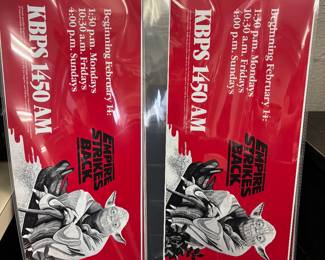 Beginning February 14:
1:30 p.m. Mondays
10:30 a.m. Fridays
4:00 p.m. Sundays
KBPS 1450 AM
EMPIRE
STRIKES
BACK
Beginning February 14:
1:30 p.m. Mondays
10:30 a.m. Fridays
4:00 p.m. Sundays
KBPS 1450 AM
EMPIRE
STRIKES
BACK